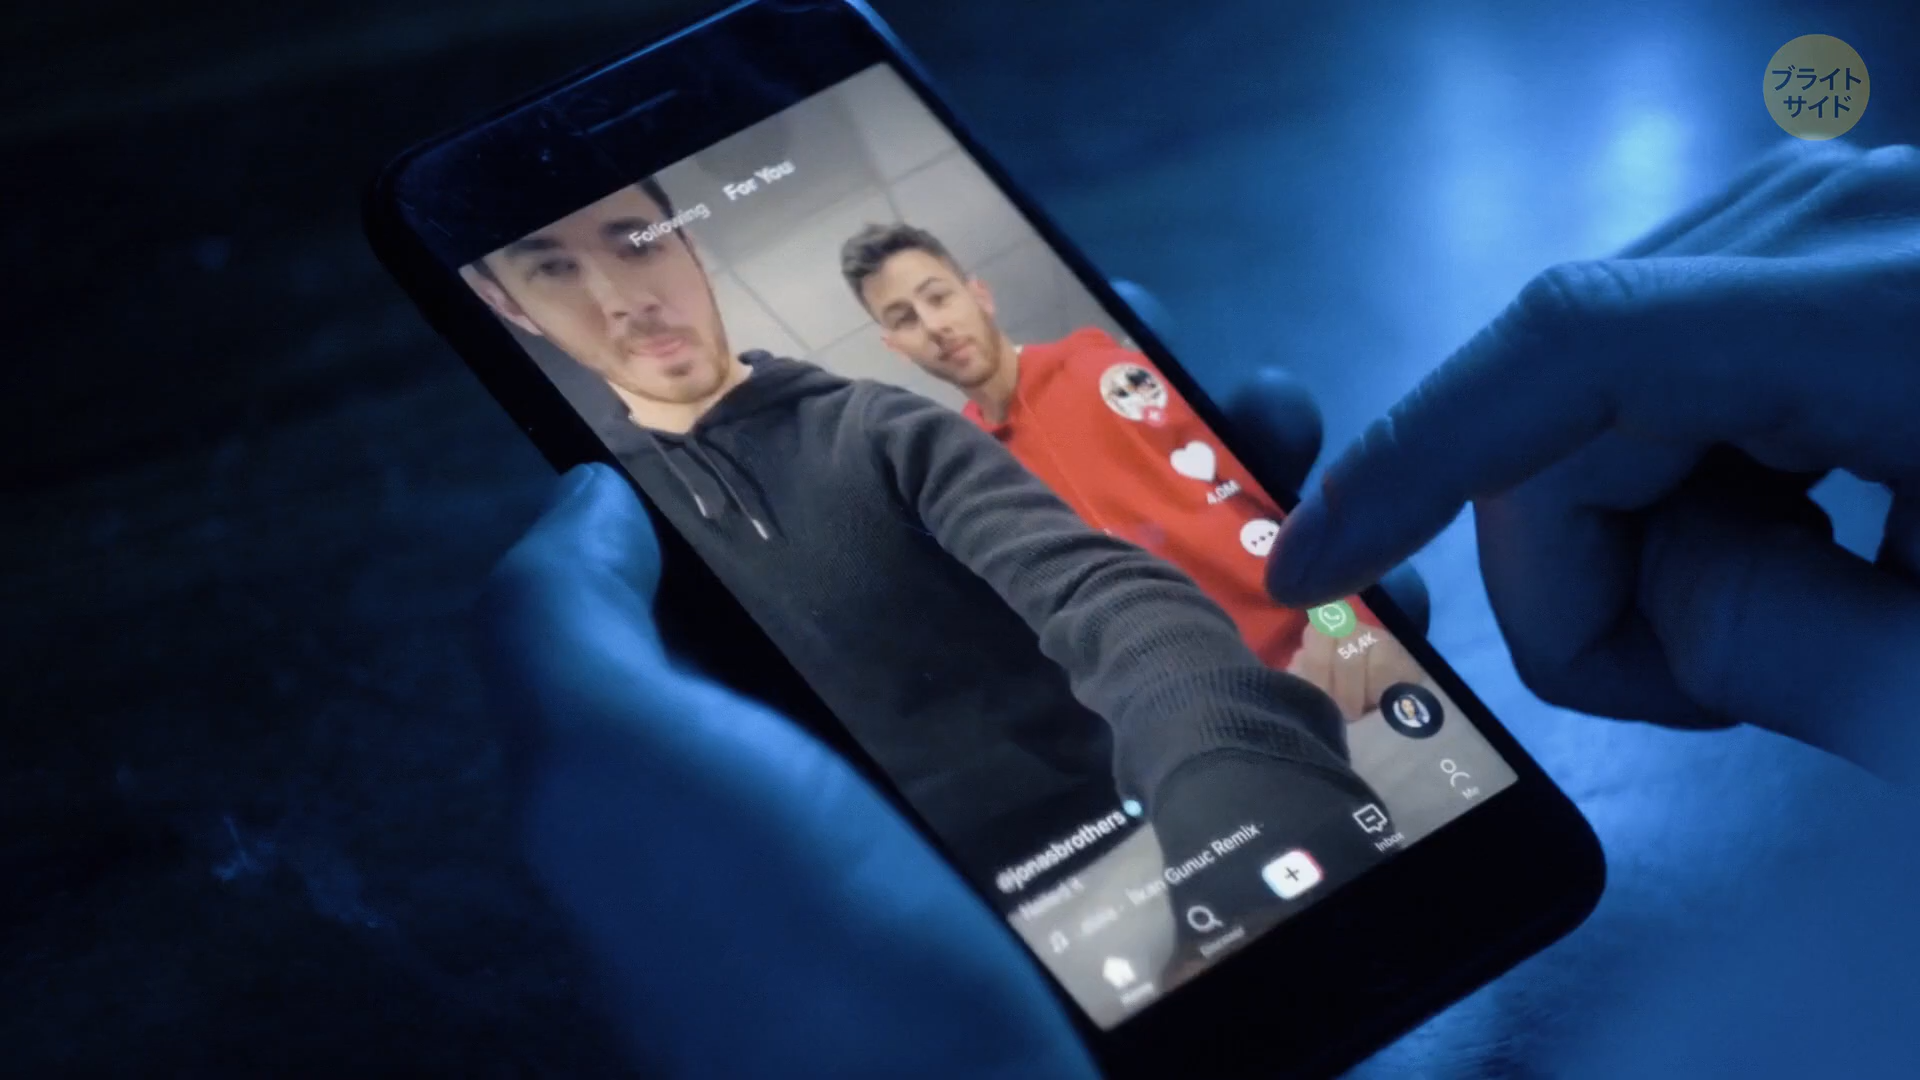 ブライト
サイド
Following
For You
4.0M
54.4K
Me
@jonasbrothers
Gunuc Remix -
Inbox